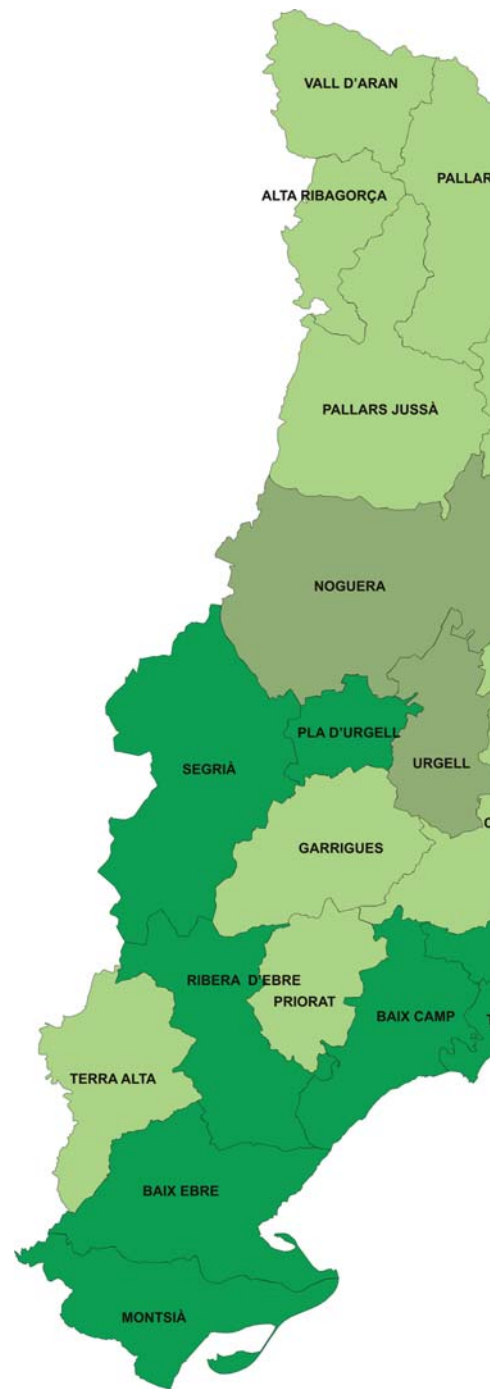 VALL D'ARAN
PALLAR
ALTA RIBAGORÇA
PALLARS JUSSÀ
NOGUERA
PLA D'URGELL
SEGRIÀ
URGELL
GARRIGUES
RIBERA D'EBRE
PRIORAT
BAIX CAMP
TERRA ALTA
BAIX EBRE
MONTSIÀ